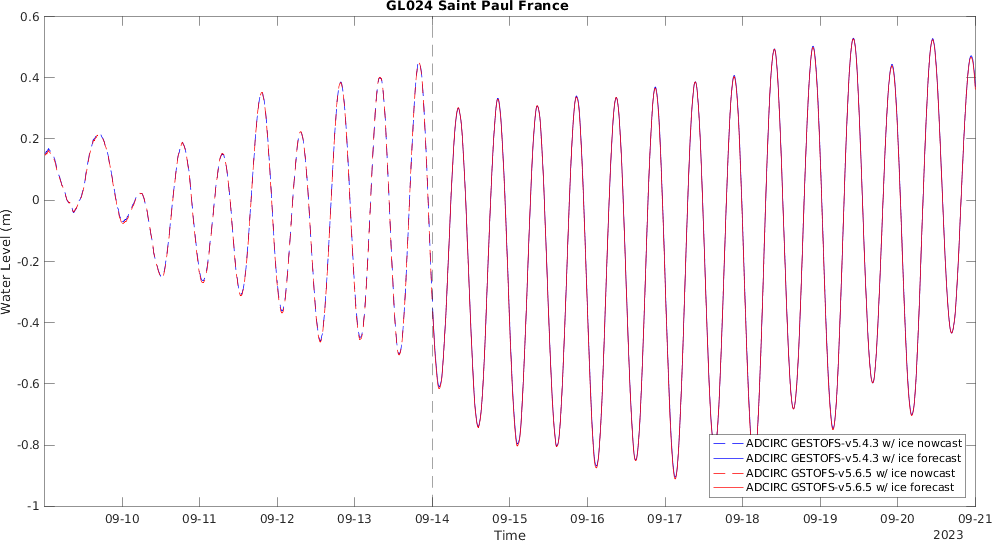 GL024 Saint Paul France
0.6
0.4
0.2
0
-0.2
-0.4
-0.6
-0.8
-1
Water Level (m)
ADCIRC GESTOFS-v5.4.3 w/ ice nowcast
ADCIRC GESTOFS-v5.4.3 w/ ice forecast
ADCIRC GSTOFS-v5.6.5 w/ ice nowcast
ADCIRC GSTOFS-v5.6.5 w/ ice forecast
09-10 09-11 09-12 09-13 09-14 09-15 09-16 09-17 09-18 09-19 09-20 09-21
Time
2023